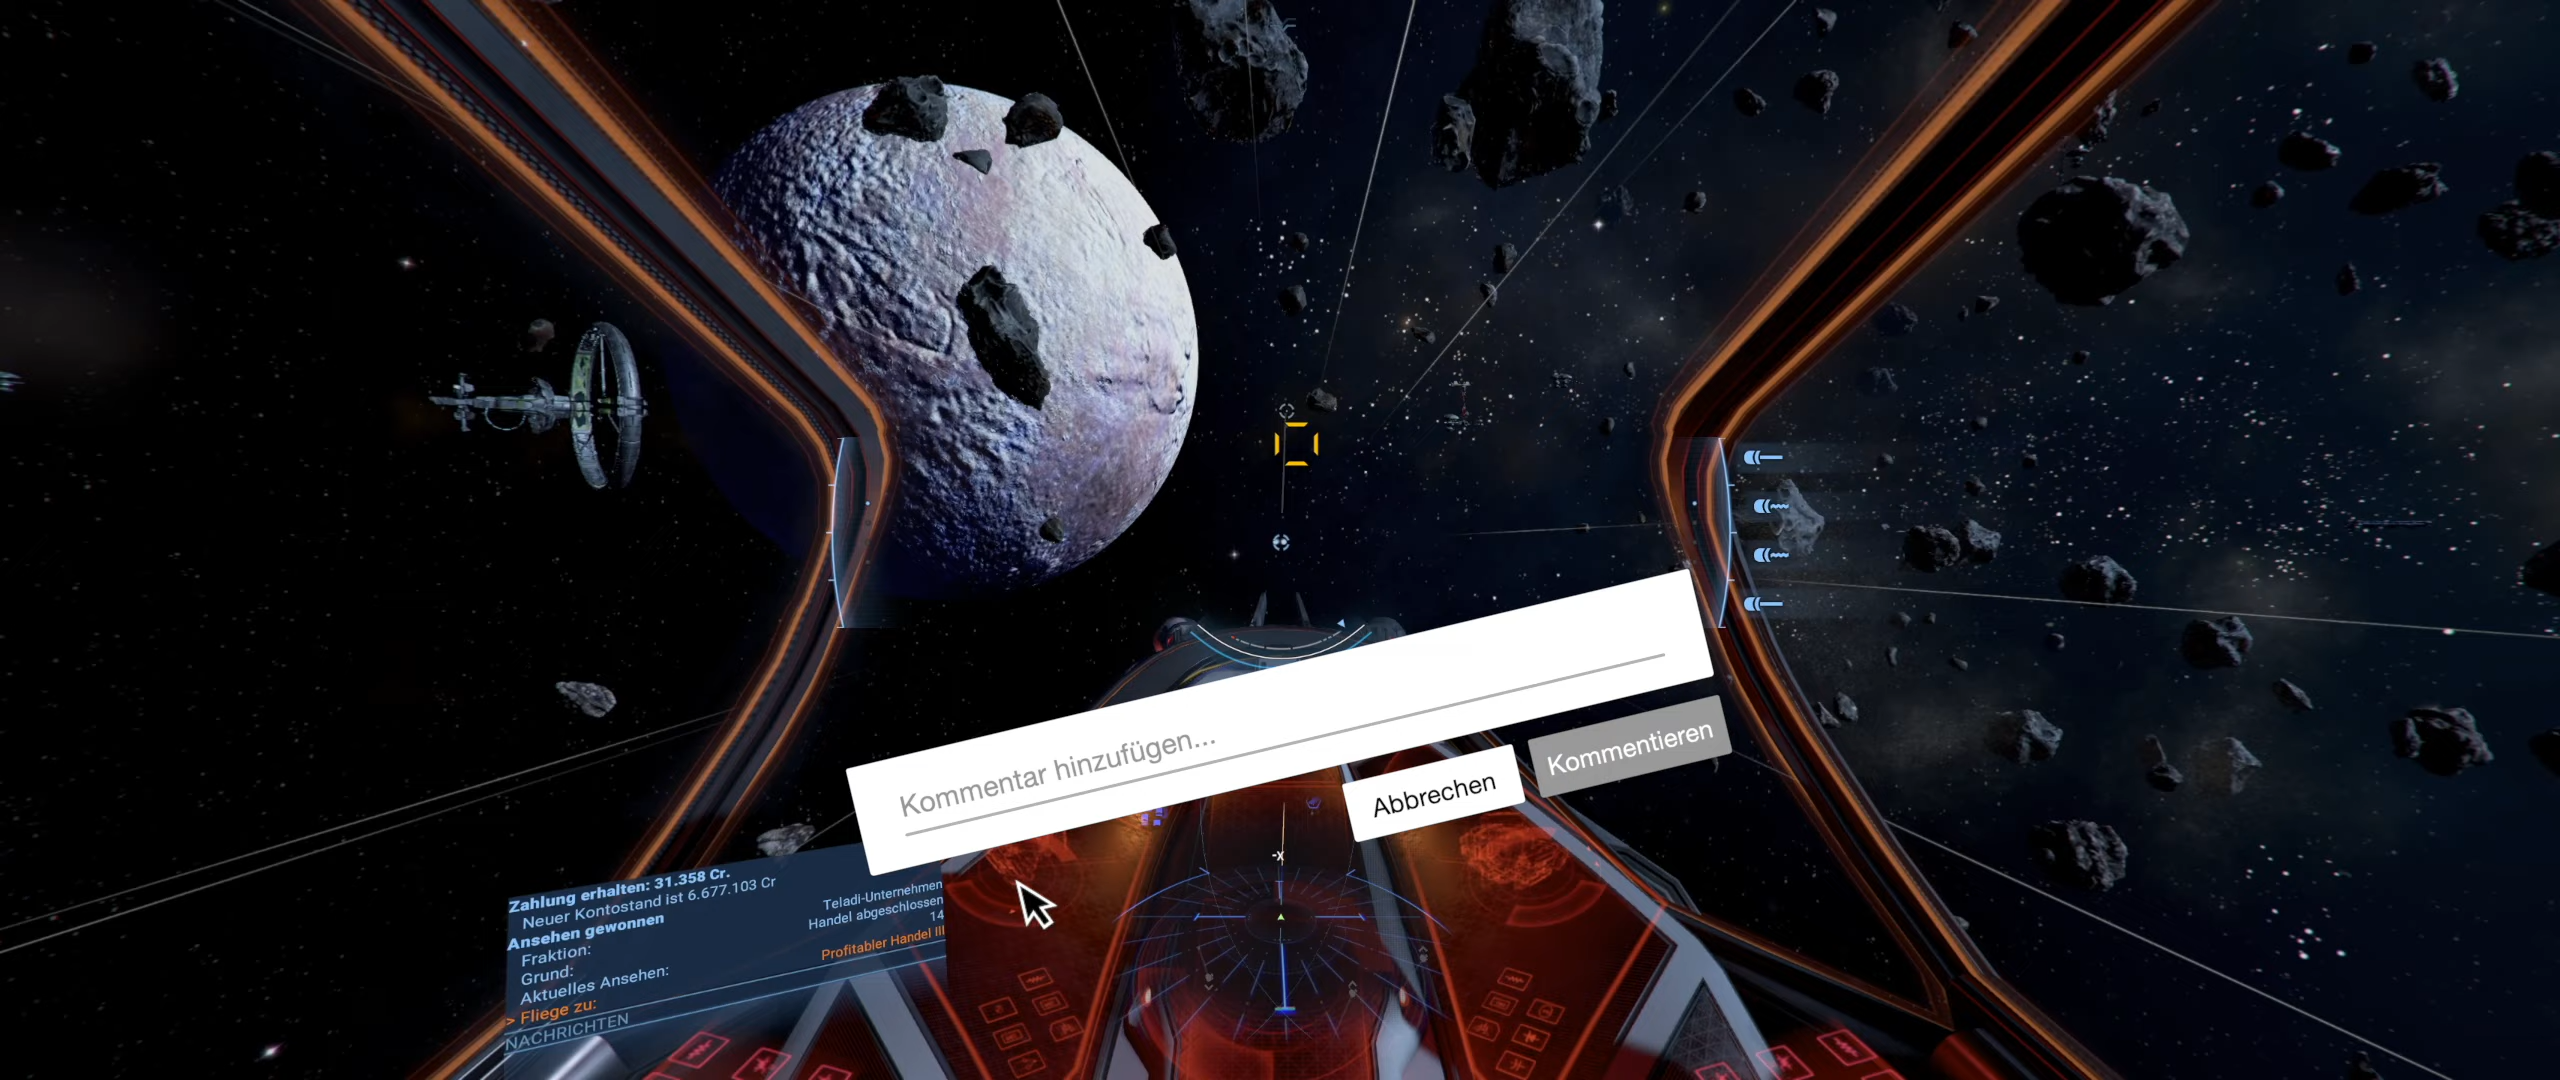 Kommentar hinzufügen...
Abbrechen
Kommentieren
-x
Zahlung erhalten: 31.358 Cr.
Neuer Kontostand ist 6.677.103 Cr
Ansehen gewonnen
Fraktion: Teladi-Unternehmen
Grund: Handel abgeschlossen
Aktuelles Ansehen: 14
> Fliege zu: Profitabler Handel III
NACHRICHTEN